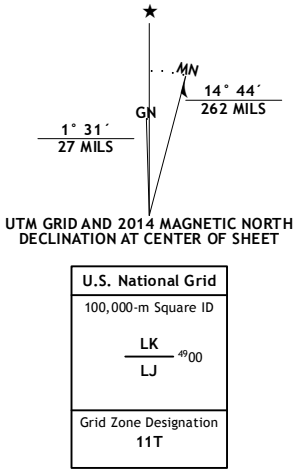 ★
MN
14° 44´
262 MILS
GN
1° 31´
27 MILS
UTM GRID AND 2014 MAGNETIC NORTH
DECLINATION AT CENTER OF SHEET
U.S. National Grid
100,000-m Square ID
LK
4900
LJ
Grid Zone Designation
11T